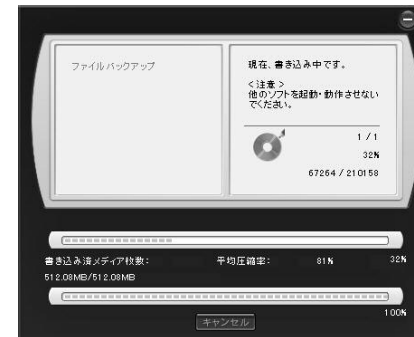 ファイルバックアップ
現在、書き込み中です。
<注意>
他のソフトを起動・動作させない
でください。
1 / 1
32%
67264 / 210158
32%
書き込み済メディア枚数:
平均圧縮率: 81%
512.08MB/512.08MB
100%
キャンセル